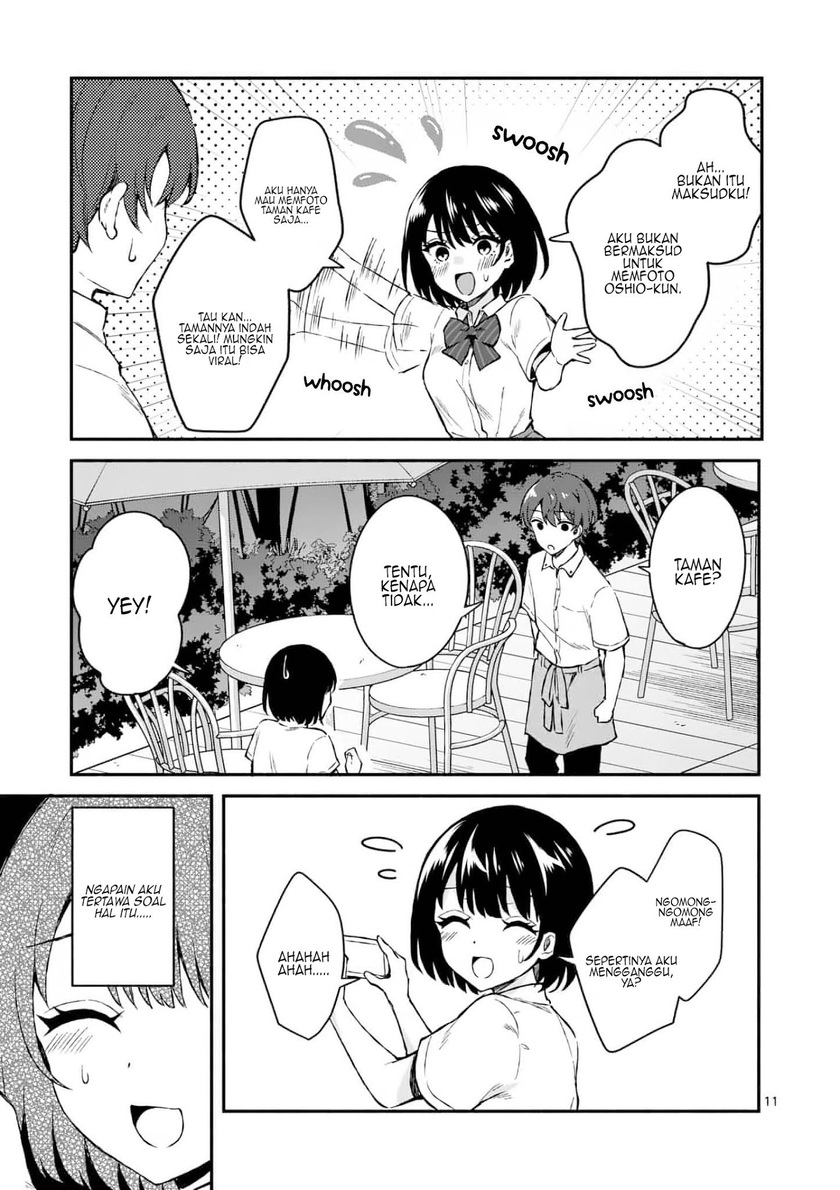 AH...
BUKAN ITU
MAKSUDKU!
AKU BUKAN
BERMAKSUD
UNTUK
MEMFOTO
OSHIO-KUN.
swoosh
swoosh
AKU HANYA
MAU MEMFOTO
TAMAN KAFE
SAJA...
TAU KAN...
TAMANNYA INDAH
SEKALI! MUNGKIN
SAJA ITU BISA
VIRAL!
whoosh
TAMAN
KAFE?
TENTU,
KENAPA
TIDAK...
YEY!
NGOMONG-
NGOMONG
MAAF!
SEPERTINYA AKU
MENGGANGGU,
YA?
AHAHAH
AHAH.....
NGAPAIN AKU
TERTAWA SOAL
HAL ITU.....
11